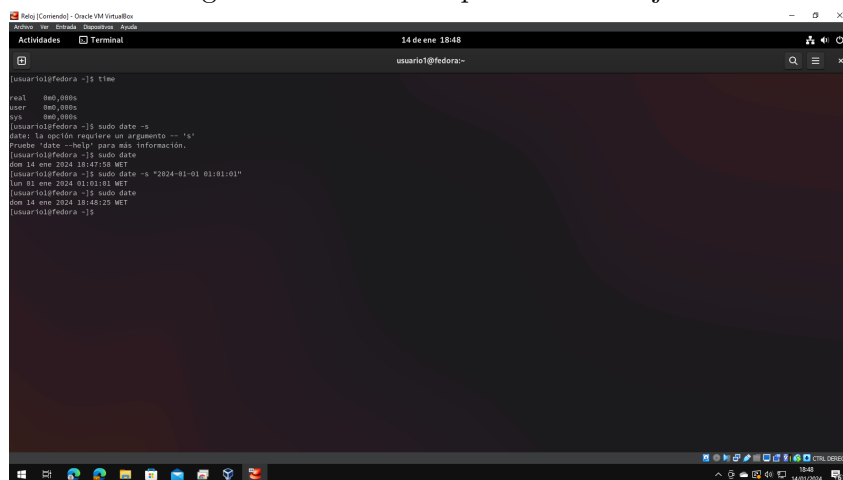 Reloj [Corriendo] - Oracle VM VirtualBox
Archivo Ver Entrada Dispositivos Ayuda
Actividades Terminal 14 de ene 18:48
usuario1@fedora:~
[usuario1@fedora ~]$ time
real 0m0,000s
user 0m0,000s
sys 0m0,000s
[usuario1@fedora ~]$ sudo date -s
date: la opción requiere un argumento -- 's'
Pruebe 'date --help' para más información.
[usuario1@fedora ~]$ sudo date
dom 14 ene 2024 18:47:58 WET
[usuario1@fedora ~]$ sudo date -s "2024-01-01 01:01:01"
lun 01 ene 2024 01:01:01 WET
[usuario1@fedora ~]$ sudo date
dom 14 ene 2024 18:48:25 WET
[usuario1@fedora ~]$
CTRL DEREC
18:48
14/01/2024